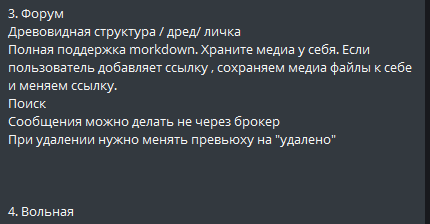 3. Форум
Древовидная структура / дред/ личка
Полная поддержка morkdown. Храните медиа у себя. Если
пользователь добавляет ссылку , сохраняем медиа файлы к себе
и меняем ссылку.
Поиск
Сообщения можно делать не через брокер
При удалении нужно менять превьюху на "удалено"
4. Вольная